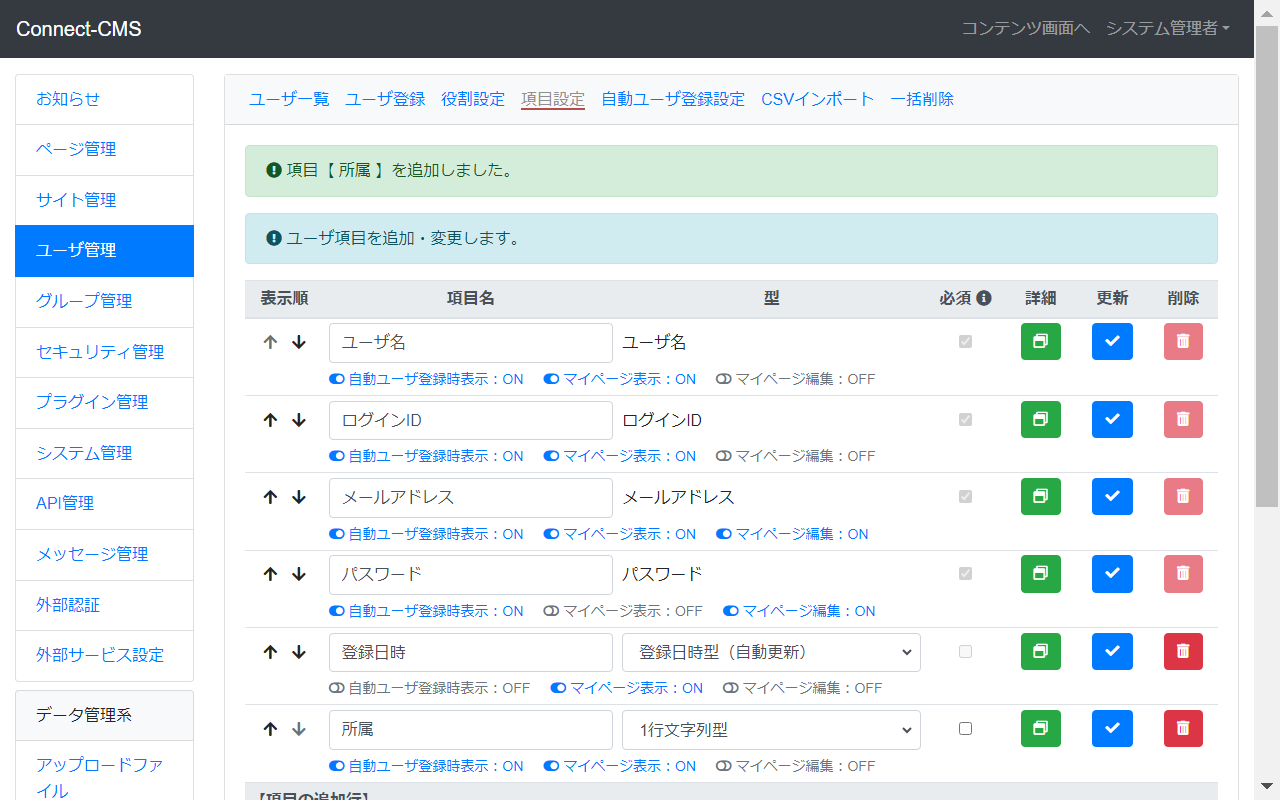 Connect-CMS
コンテンツ画面へ システム管理者
お知らせ
ページ管理
サイト管理
ユーザ管理
グループ管理
セキュリティ管理
プラグイン管理
システム管理
API管理
メッセージ管理
外部認証
外部サービス設定
データ管理系
アップロードファ
イル
ユーザ一覧 ユーザ登録 役割設定 項目設定 自動ユーザ登録設定 CSVインポート 一括削除
項目【 所属 】を追加しました。
ユーザ項目を追加・変更します。
表示順 項目名 型 必須 詳細 更新 削除
ユーザ名 ユーザ名
自動ユーザ登録時表示：ON マイページ表示：ON マイページ編集：OFF
ログインID ログインID
自動ユーザ登録時表示：ON マイページ表示：ON マイページ編集：OFF
メールアドレス メールアドレス
自動ユーザ登録時表示：ON マイページ表示：ON マイページ編集：ON
パスワード パスワード
自動ユーザ登録時表示：ON マイページ表示：OFF マイページ編集：ON
登録日時 登録日時型（自動更新）
自動ユーザ登録時表示：OFF マイページ表示：ON マイページ編集：OFF
所属 1行文字列型
自動ユーザ登録時表示：ON マイページ表示：ON マイページ編集：OFF
【項目の追加行】